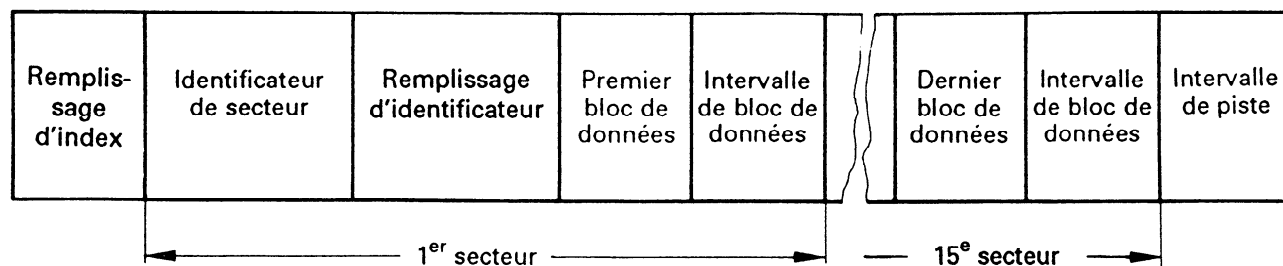 Remplis-
sage
d'index
Identificateur
de secteur
Remplissage
d'identificateur
Premier
bloc de
données
Intervalle
de bloc de
données
Dernier
bloc de
données
Intervalle
de bloc de
données
Intervalle
de piste
1er secteur
15e secteur